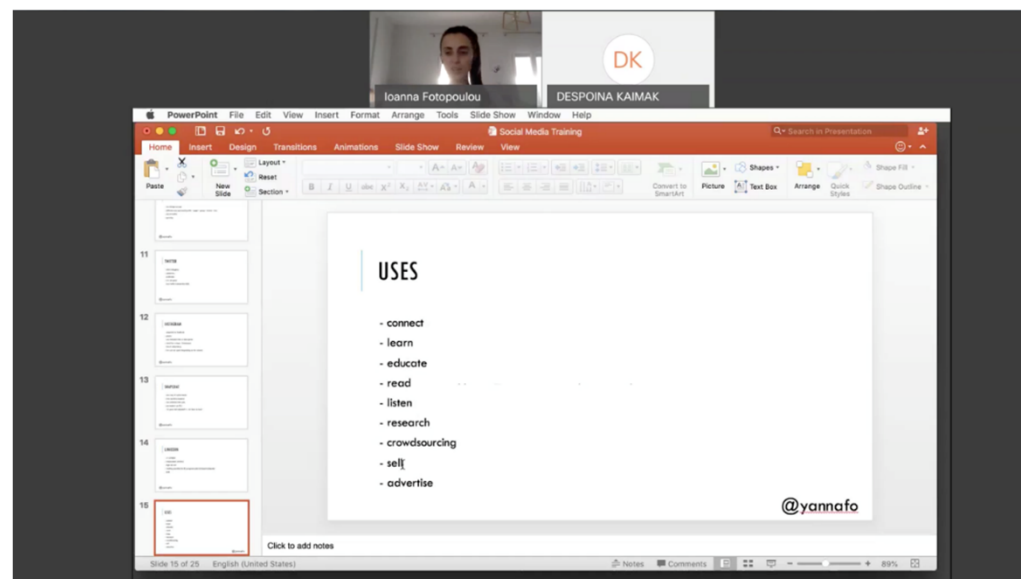 DK
Ioanna Fotopoulou
DESPOINA KAIMAK
PowerPoint File Edit View Insert Format Arrange Tools Slide Show Window Help
Social Media Training
Search in Presentation
Home Insert Design Transitions Animations Slide Show Review View
Paste
New Slide
Layout
Reset
Section
Convert to SmartArt
Picture
Shapes
Text Box
Arrange
Quick Styles
Shape Fill
Shape Outline
11
12
13
14
15
USES
- connect
- learn
- educate
- read
- listen
- research
- crowdsourcing
- sell
- advertise
@yannafo
Click to add notes
Slide 15 of 25 English (United States) Notes Comments 89%